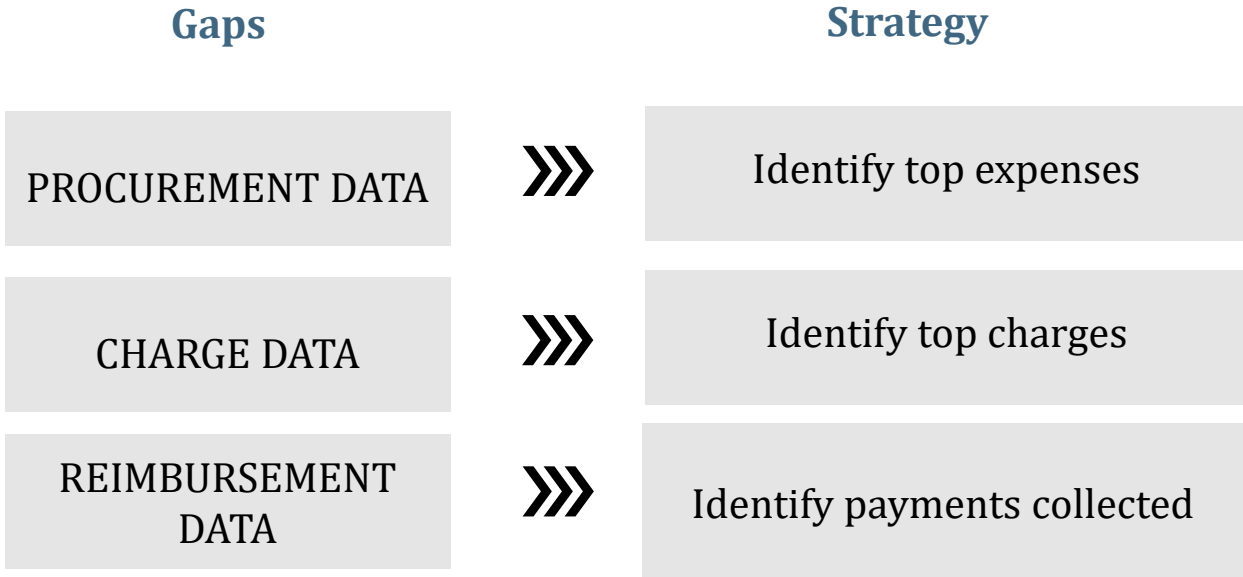 Gaps
Strategy
PROCUREMENT DATA
Identify top expenses
CHARGE DATA
Identify top charges
REIMBURSEMENT
DATA
Identify payments collected